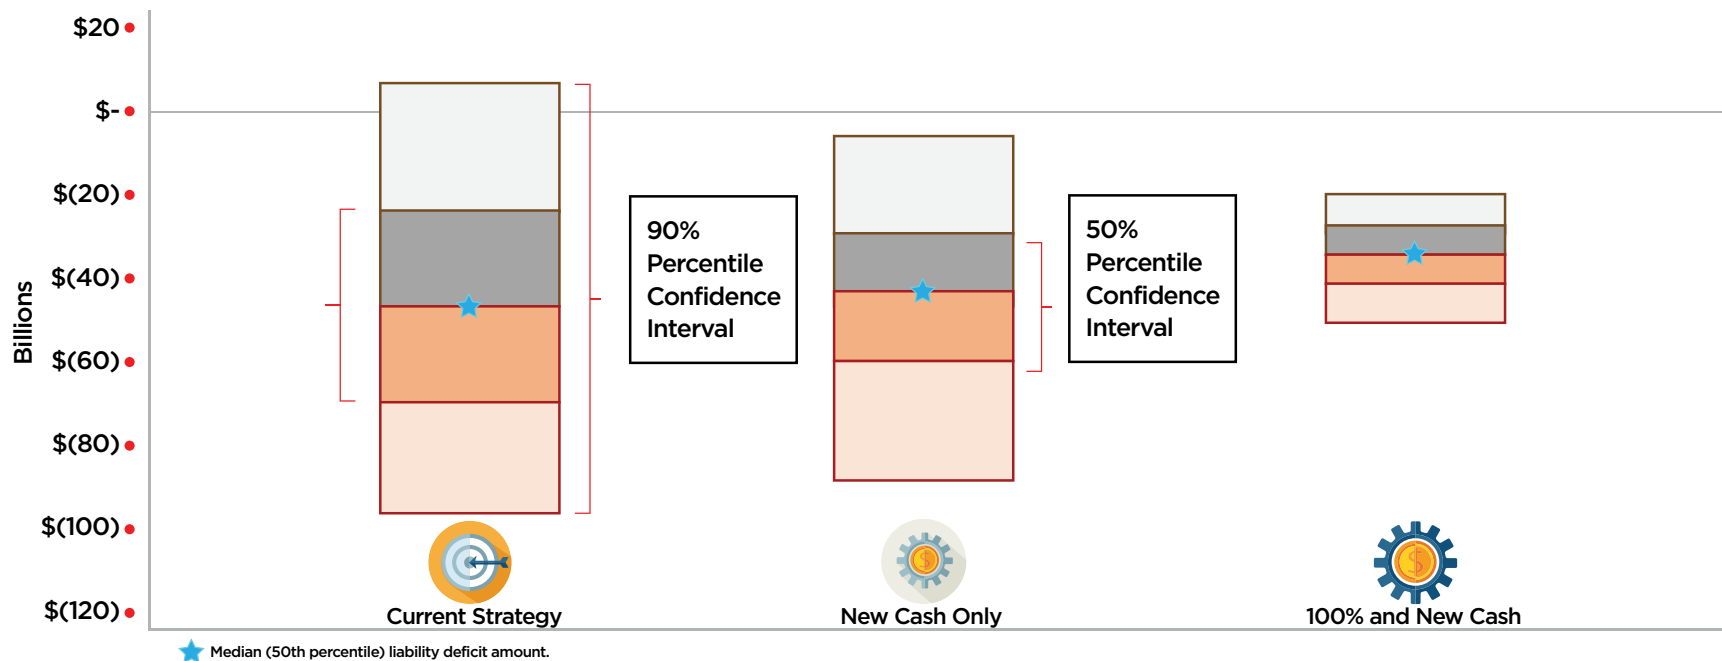 $20
$-
$(20)
$(40)
$(60)
$(80)
$(100)
$(120)
Billions
90%
Percentile
Confidence
Interval
50%
Percentile
Confidence
Interval
Current Strategy
New Cash Only
100% and New Cash
Median (50th percentile) liability deficit amount.